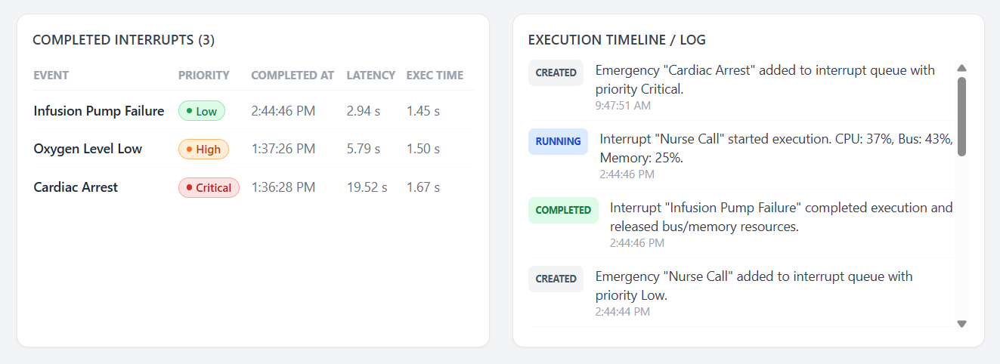 COMPLETED INTERRUPTS (3)
EVENT PRIORITY COMPLETED AT LATENCY EXEC TIME
Infusion Pump Failure Low 2:44:46 PM 2.94 s 1.45 s
Oxygen Level Low High 1:37:26 PM 5.79 s 1.50 s
Cardiac Arrest Critical 1:36:28 PM 19.52 s 1.67 s
EXECUTION TIMELINE / LOG
CREATED Emergency "Cardiac Arrest" added to interrupt queue with
priority Critical.
9:47:51 AM
RUNNING Interrupt "Nurse Call" started execution. CPU: 37%, Bus: 43%,
Memory: 25%.
2:44:46 PM
COMPLETED Interrupt "Infusion Pump Failure" completed execution and
released bus/memory resources.
2:44:46 PM
CREATED Emergency "Nurse Call" added to interrupt queue with
priority Low.
2:44:44 PM